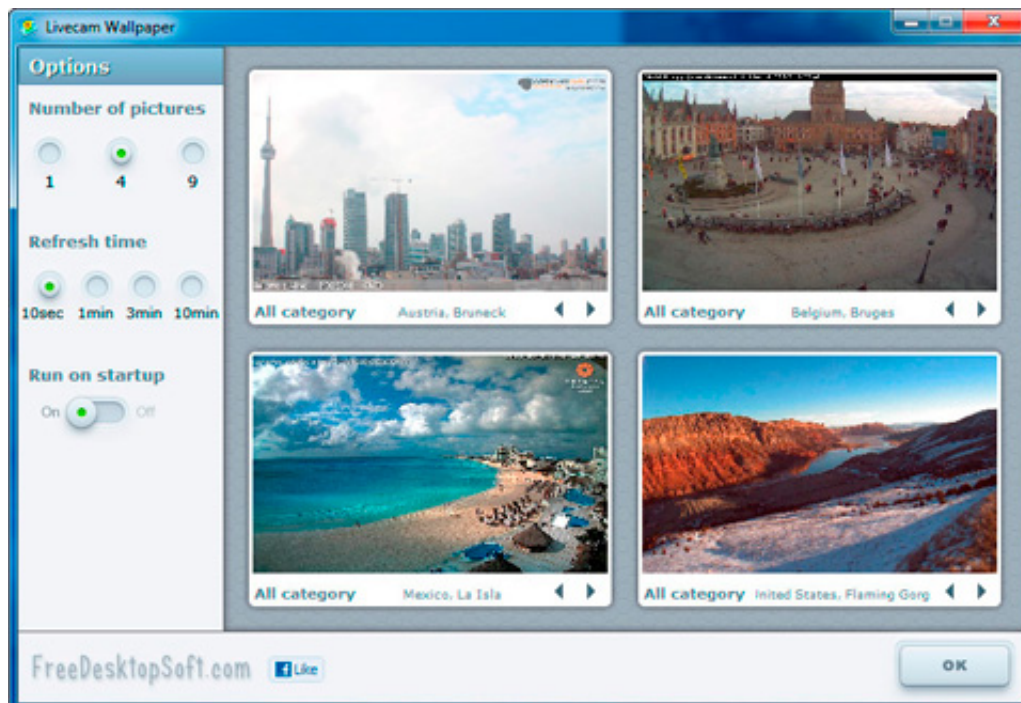 Livecam Wallpaper
Options
Number of pictures
1 4 9
Refresh time
10sec 1min 3min 10min
Run on startup
On Off
All category Austria, Bruneck
All category Belgium, Bruges
All category Mexico, La Isla
All category Inited States, Flaming Gorg
FreeDesktopSoft.com
Like
OK